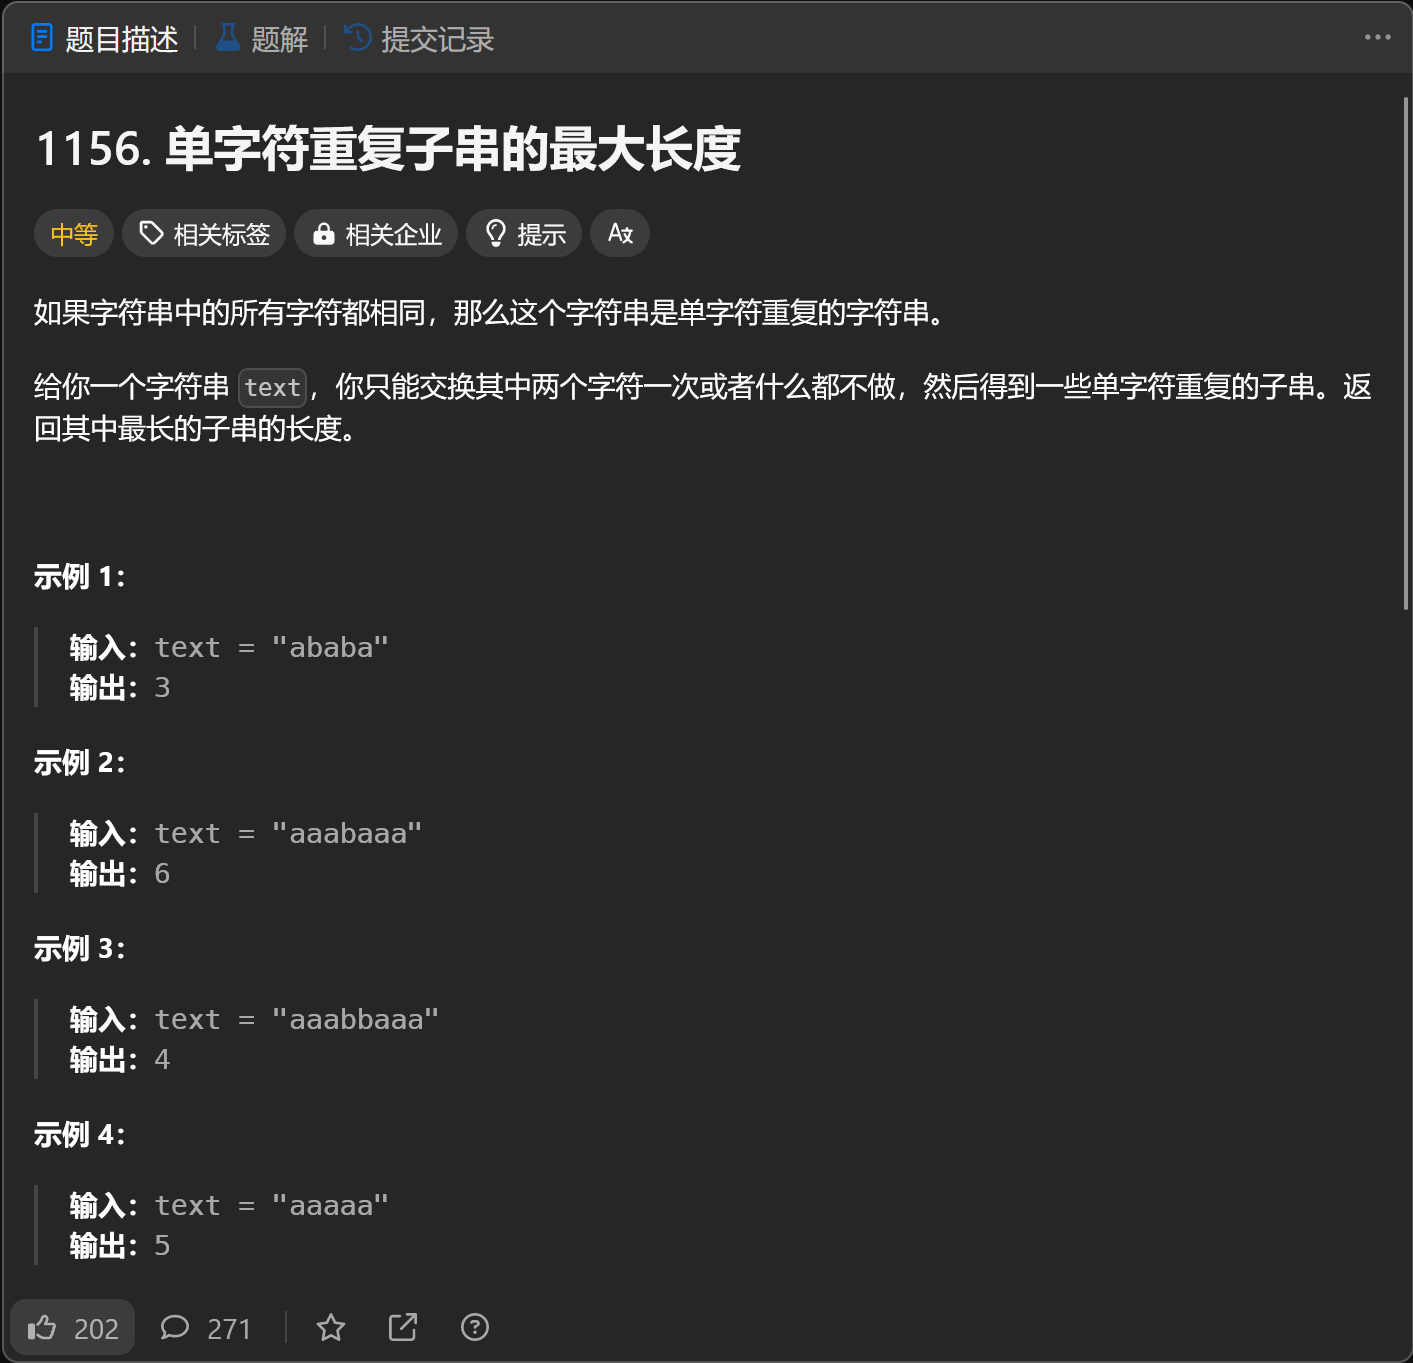 题目描述 题解 提交记录
1156. 单字符重复子串的最大长度
中等 相关标签 相关企业 提示
如果字符串中的所有字符都相同，那么这个字符串是单字符重复的字符串。
给你一个字符串 text，你只能交换其中两个字符一次或者什么都不做，然后得到一些单字符重复的子串。返
回其中最长的子串的长度。
示例 1：
输入：text = "ababa"
输出：3
示例 2：
输入：text = "aaabaaa"
输出：6
示例 3：
输入：text = "aaabbaaa"
输出：4
示例 4：
输入：text = "aaaaa"
输出：5
202 271